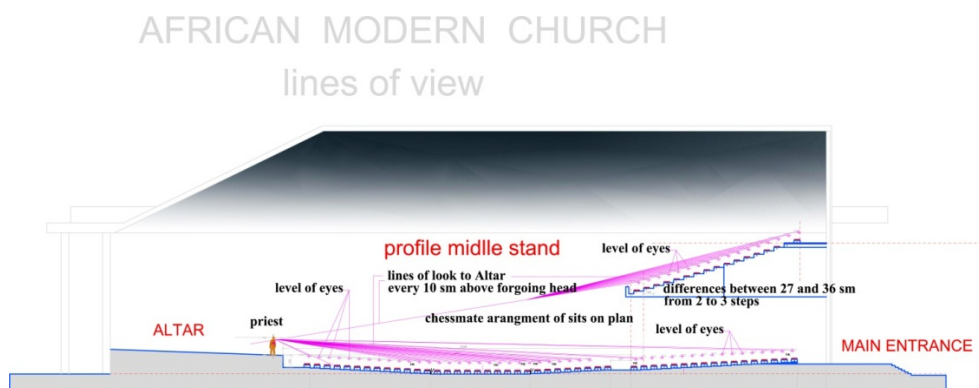 AFRICAN MODERN CHURCH
lines of view
profile midlle stand
level of eyes
lines of look to Altar
every 10 sm above forgoing head
level of eyes
differences between 27 and 36 sm
from 2 to 3 steps
priest
chessmate arangment of sits on plan
ALTAR
level of eyes
MAIN ENTRANCE